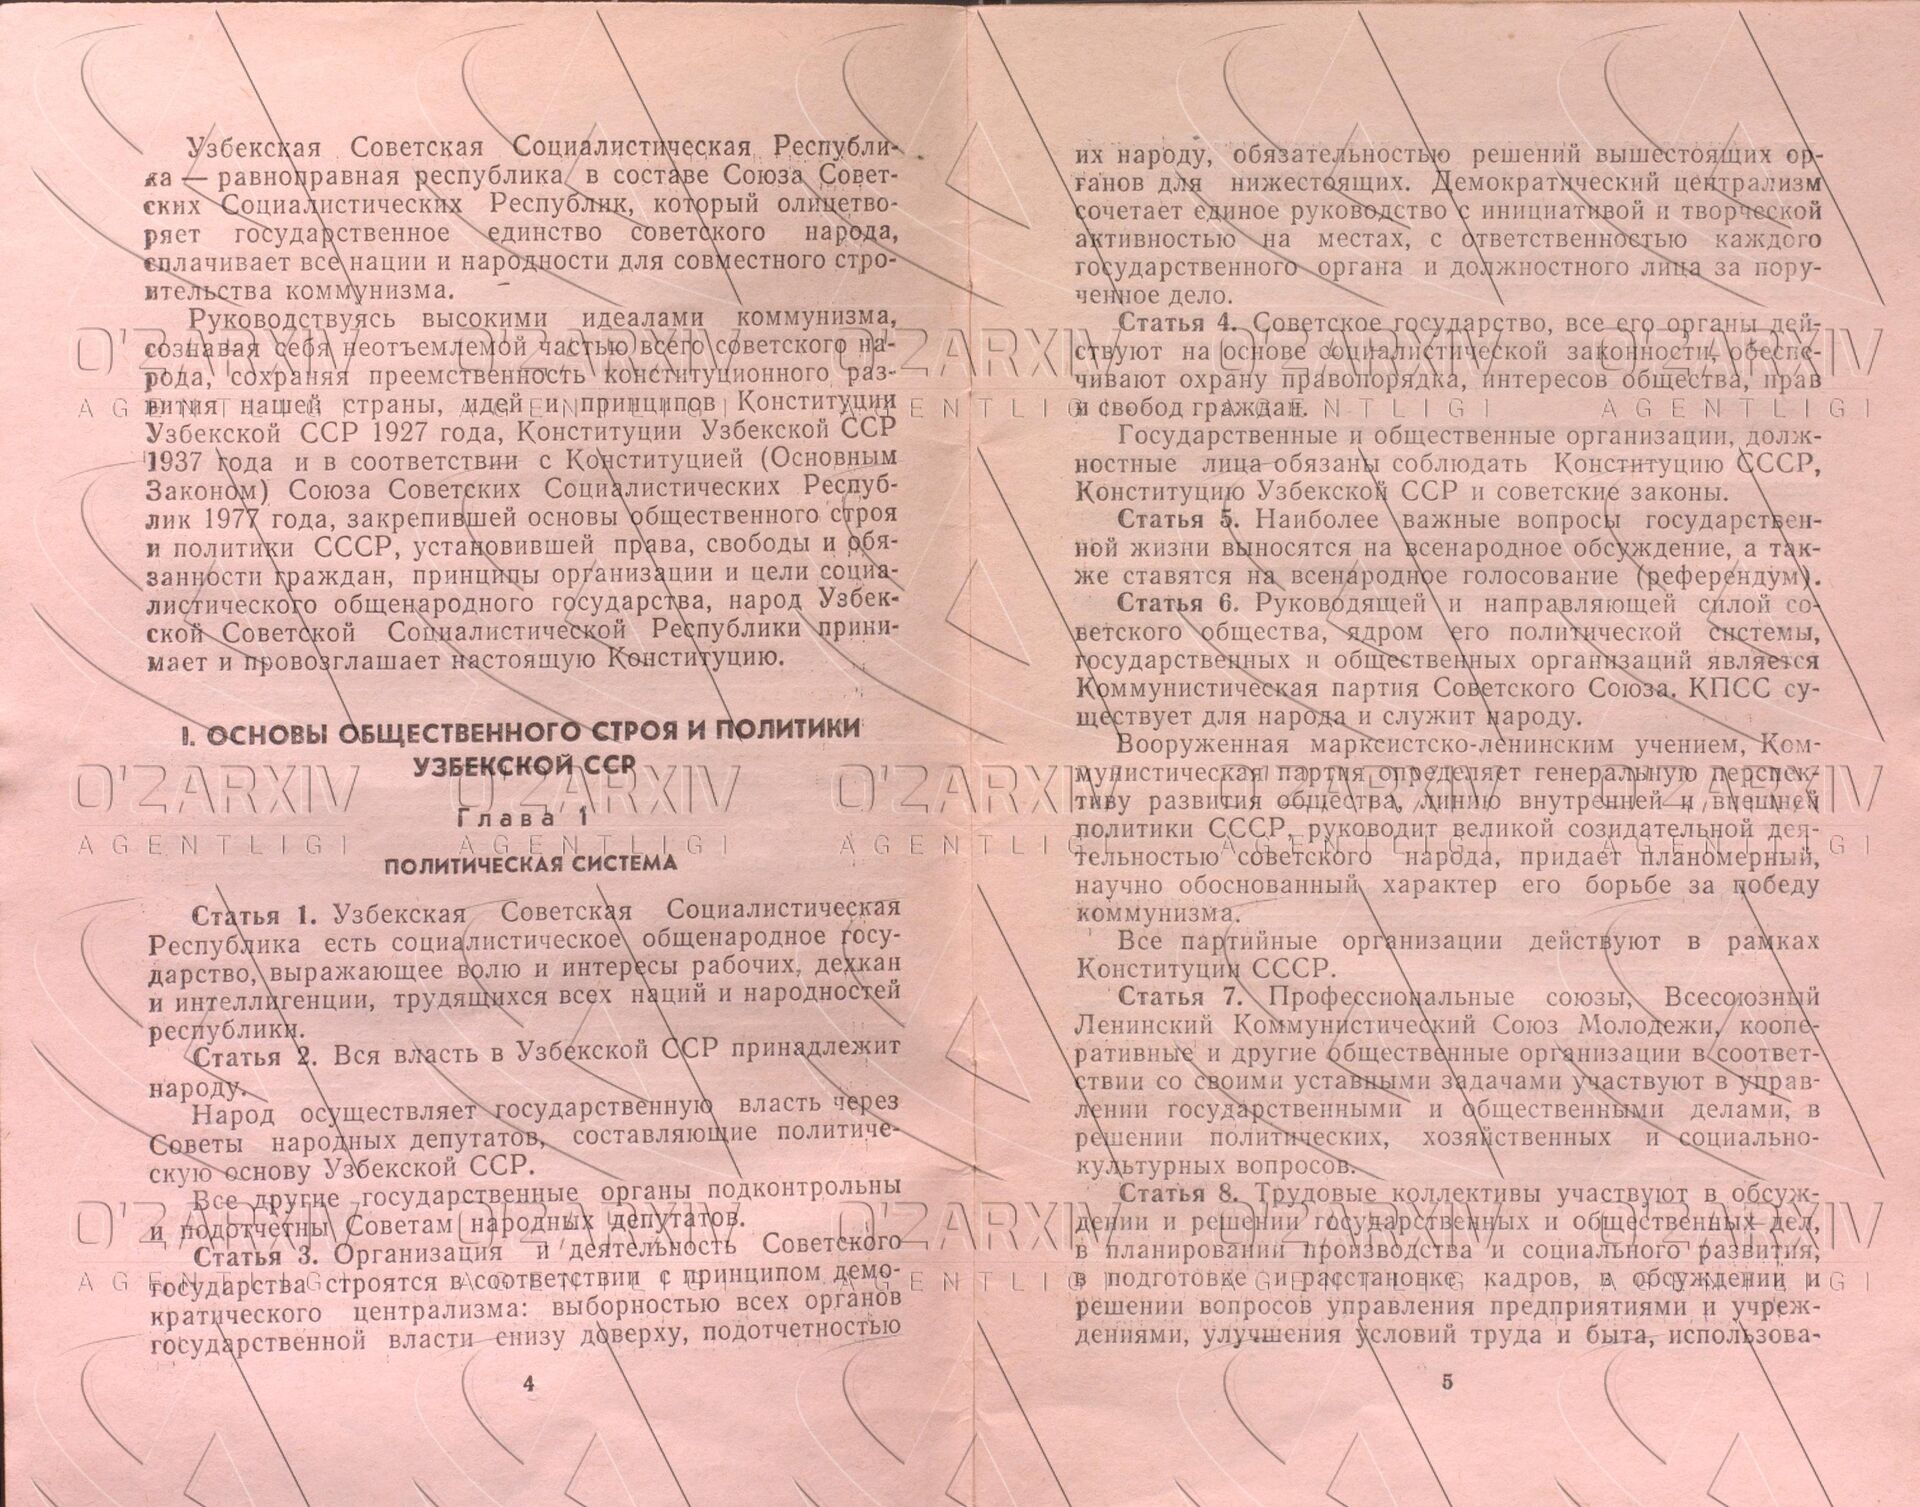 Узбекская Советская Социалистическая Республи-
ка — равноправная республика в составе Союза Совет-
ских Социалистических Республик, который олицетво-
ряет государственное единство советского народа,
сплачивает все нации и народности для совместного стро-
ительства коммунизма.
Руководствуясь высокими идеалами коммунизма,
сознавая себя неотъемлемой частью всего советского на-
рода, сохраняя преемственность конституционного раз-
вития нашей страны, идей и принципов Конституции
Узбекской ССР 1927 года, Конституции Узбекской ССР
1937 года и в соответствии с Конституцией (Основным
Законом) Союза Советских Социалистических Респуб-
лик 1977 года, закрепившей основы общественного строя
и политики СССР, установившей права, свободы и обя-
занности граждан, принципы организации и цели социа-
листического общенародного государства, народ Узбек-
ской Советской Социалистической Республики прини-
мает и провозглашает настоящую Конституцию.
I. ОСНОВЫ ОБЩЕСТВЕННОГО СТРОЯ И ПОЛИТИКИ
УЗБЕКСКОЙ ССР
Глава 1
ПОЛИТИЧЕСКАЯ СИСТЕМА
Статья 1. Узбекская Советская Социалистическая
Республика есть социалистическое общенародное госу-
дарство, выражающее волю и интересы рабочих, дехкан
и интеллигенции, трудящихся всех наций и народностей
республики.
Статья 2. Вся власть в Узбекской ССР принадлежит
народу.
Народ осуществляет государственную власть через
Советы народных депутатов, составляющие политиче-
скую основу Узбекской ССР.
Все другие государственные органы подконтрольны
и подотчетны Советам народных депутатов.
Статья 3. Организация и деятельность Советского
государства строятся в соответствии с принципом демо-
кратического централизма: выборностью всех органов
государственной власти снизу доверху, подотчетностью
4
их народу, обязательностью решений вышестоящих ор-
ганов для нижестоящих. Демократический централизм
сочетает единое руководство с инициативой и творческой
активностью на местах, с ответственностью каждого
государственного органа и должностного лица за пору-
ченное дело.
Статья 4. Советское государство, все его органы дей-
ствуют на основе социалистической законности, обеспе-
чивают охрану правопорядка, интересов общества, прав
и свобод граждан.
Государственные и общественные организации, долж-
ностные лица обязаны соблюдать Конституцию СССР,
Конституцию Узбекской ССР и советские законы.
Статья 5. Наиболее важные вопросы государствен-
ной жизни выносятся на всенародное обсуждение, а так-
же ставятся на всенародное голосование (референдум).
Статья 6. Руководящей и направляющей силой со-
ветского общества, ядром его политической системы,
государственных и общественных организаций является
Коммунистическая партия Советского Союза. КПСС су-
ществует для народа и служит народу.
Вооруженная марксистско-ленинским учением, Ком-
мунистическая партия определяет генеральную перспек-
тиву развития общества, линию внутренней и внешней
политики СССР, руководит великой созидательной дея-
тельностью советского народа, придает планомерный,
научно обоснованный характер его борьбе за победу
коммунизма.
Все партийные организации действуют в рамках
Конституции СССР.
Статья 7. Профессиональные союзы, Всесоюзный
Ленинский Коммунистический Союз Молодежи, коопе-
ративные и другие общественные организации в соответ-
ствии со своими уставными задачами участвуют в управ-
лении государственными и общественными делами, в
решении политических, хозяйственных и социально-
культурных вопросов.
Статья 8. Трудовые коллективы участвуют в обсуж-
дении и решении государственных и общественных дел,
в планировании производства и социального развития,
в подготовке и расстановке кадров, в обсуждении и
решении вопросов управления предприятиями и учреж-
дениями, улучшения условий труда и быта, использова-
5
O'ZARXIV
AGENTLIGI